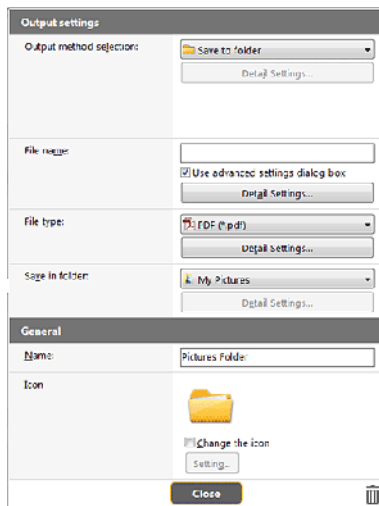 Output settings
Output method selection:
Save to folder
Detail Settings...
File name:
Use advanced settings dialog box
Detail Settings...
File type:
PDF (*.pdf)
Detail Settings...
Save in folder:
My Pictures
Detail Settings...
General
Name:
Pictures Folder
Icon
Change the icon
Setting...
Close